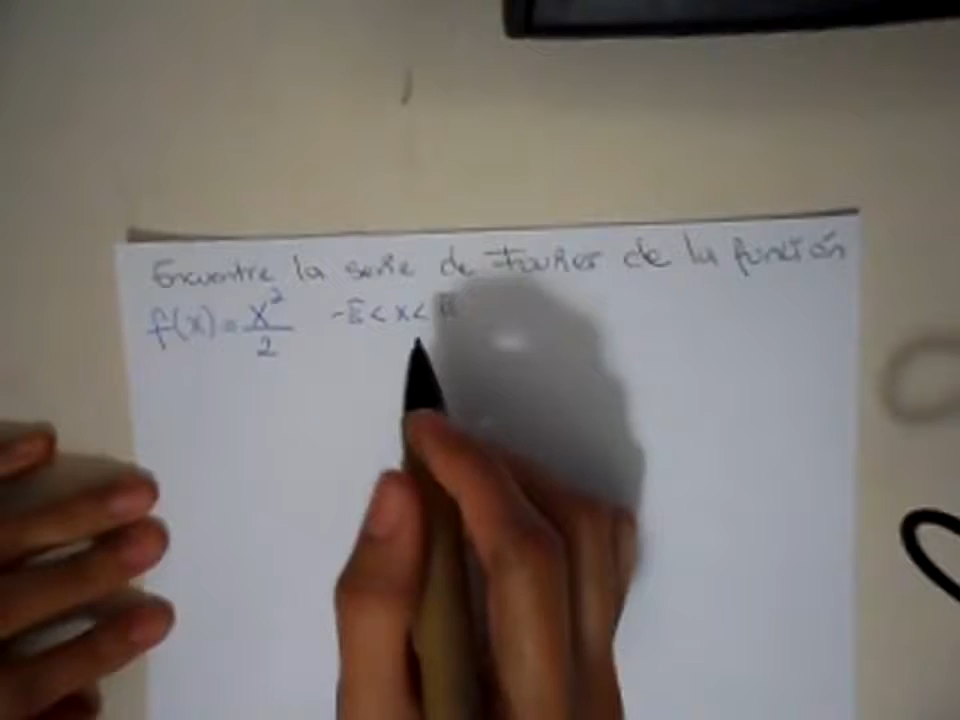 Encuentre la serie de Fourier de la función
f(x) = x²/2 -π < x < π